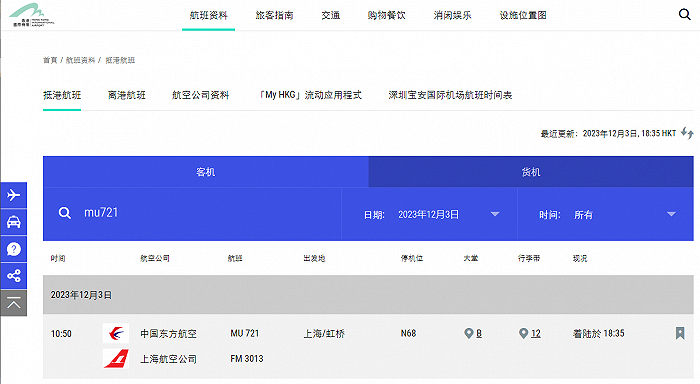 香港
國際機場
HONG KONG
INTERNATIONAL
AIRPORT
航班资料 旅客指南 交通 购物餐饮 消闲娱乐 设施位置图
首頁 / 航班资料 / 抵港航班
抵港航班 离港航班 航空公司资料 「My HKG」流动应用程式 深圳宝安国际机场航班时间表
最近更新: 2023年12月3日, 18:35 HKT
客机 货机
mu721 日期: 2023年12月3日 时间: 所有
时间 航空公司 航班 出发地 停机位 大堂 行李带 现况
2023年12月3日
10:50 中国东方航空 MU 721 上海/虹桥 N68 B 12 着陆於 18:35
上海航空公司 FM 3013